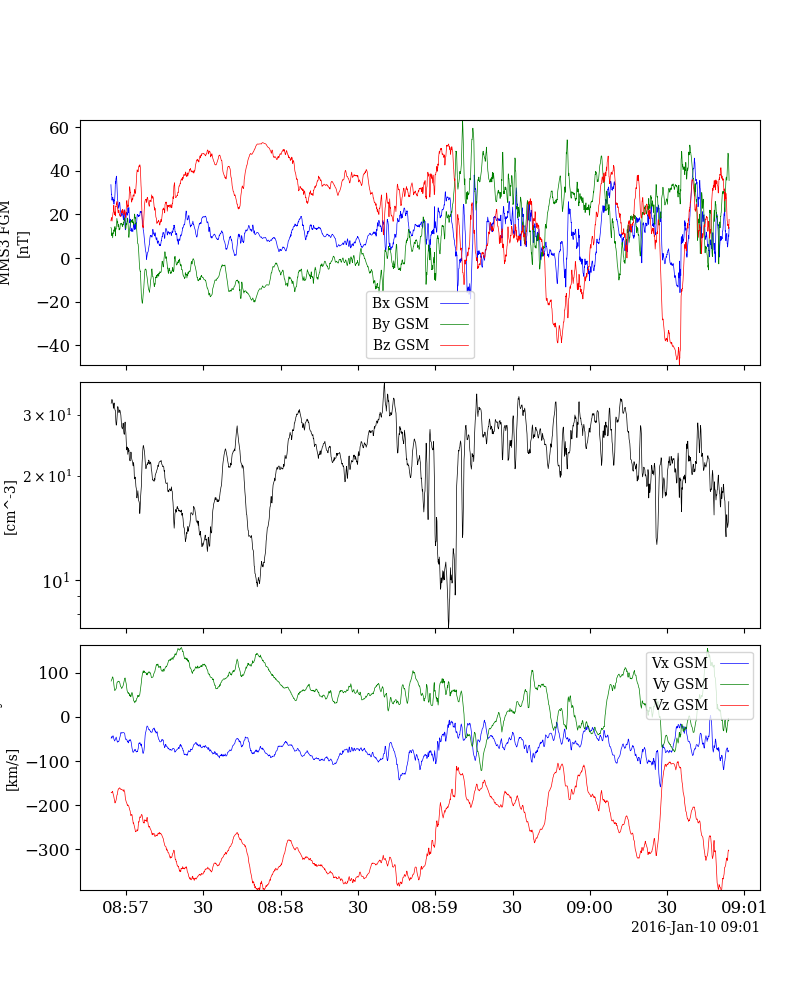 60
40
20
0
−20
−40
MMS3 FGM
[nT]
Bx GSM
By GSM
Bz GSM
3 × 10¹
2 × 10¹
10¹
[cm^-3]
100
0
−100
−200
−300
[km/s]
Vx GSM
Vy GSM
Vz GSM
08:57 30 08:58 30 08:59 30 09:00 30 09:01
2016-Jan-10 09:01